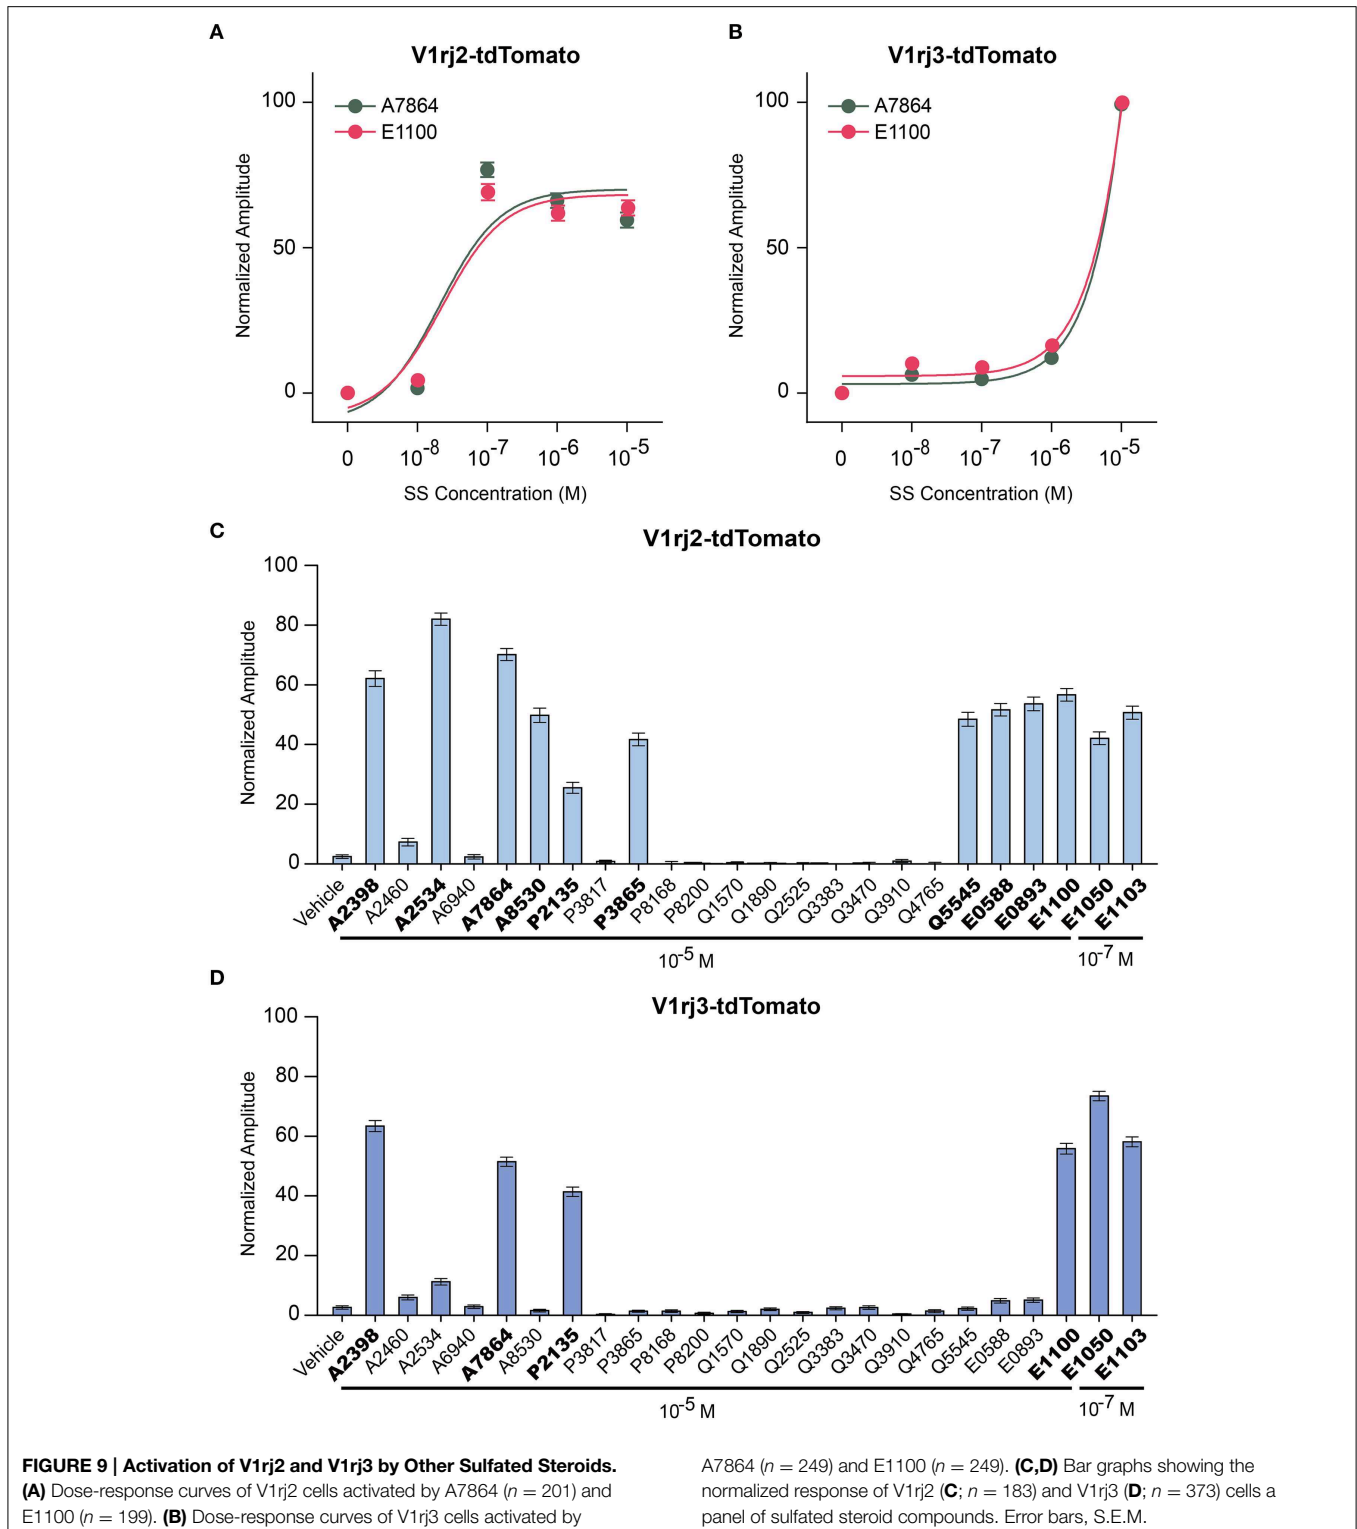 A
V1rj2-tdTomato
A7864
E1100
100
50
0
Normalized Amplitude
0 10-8 10-7 10-6 10-5
SS Concentration (M)
B
V1rj3-tdTomato
A7864
E1100
100
50
0
Normalized Amplitude
0 10-8 10-7 10-6 10-5
SS Concentration (M)
C
V1rj2-tdTomato
100
80
60
40
20
0
Normalized Amplitude
Vehicle A2398 A2460 A2534 A6940 A7864 A8530 P2135 P3817 P3865 P8168 P8200 Q1570 Q1890 Q2525 Q3383 Q3470 Q3910 Q4765 Q5545 E0588 E0893 E1100 E1050 E1103
10-5 M 10-7 M
D
V1rj3-tdTomato
100
80
60
40
20
0
Normalized Amplitude
Vehicle A2398 A2460 A2534 A6940 A7864 A8530 P2135 P3817 P3865 P8168 P8200 Q1570 Q1890 Q2525 Q3383 Q3470 Q3910 Q4765 Q5545 E0588 E0893 E1100 E1050 E1103
10-5 M 10-7 M
FIGURE 9 | Activation of V1rj2 and V1rj3 by Other Sulfated Steroids.
(A) Dose-response curves of V1rj2 cells activated by A7864 (n = 201) and
E1100 (n = 199). (B) Dose-response curves of V1rj3 cells activated by
A7864 (n = 249) and E1100 (n = 249). (C,D) Bar graphs showing the
normalized response of V1rj2 (C; n = 183) and V1rj3 (D; n = 373) cells a
panel of sulfated steroid compounds. Error bars, S.E.M.